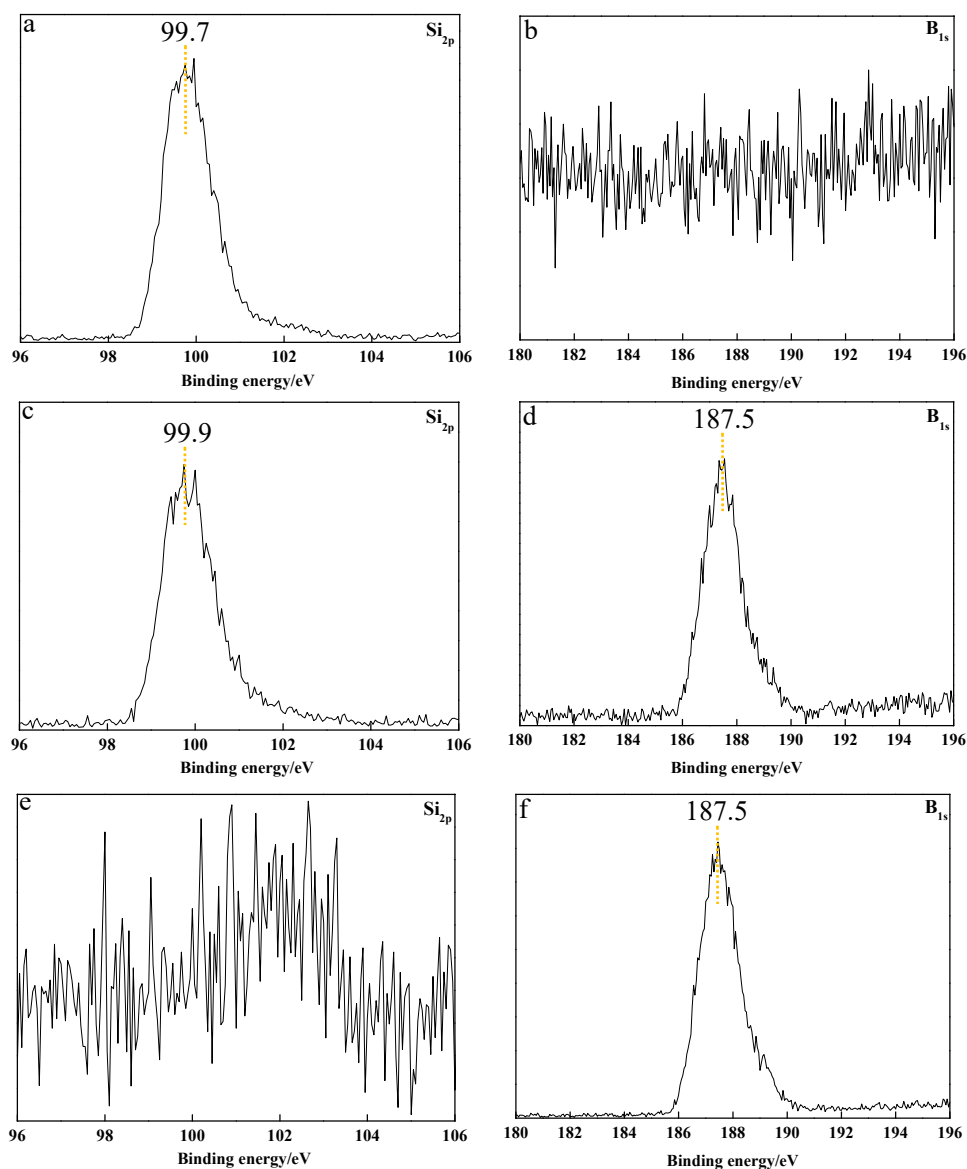 a 99.7 Si2p
96 98 100 102 104 106
Binding energy/eV
b B1s
180 182 184 186 188 190 192 194 196
Binding energy/eV
c 99.9 Si2p
96 98 100 102 104 106
Binding energy/eV
d 187.5 B1s
180 182 184 186 188 190 192 194 196
Binding energy/eV
e Si2p
96 98 100 102 104 106
Binding energy/eV
f 187.5 B1s
180 182 184 186 188 190 192 194 196
Binding energy/eV